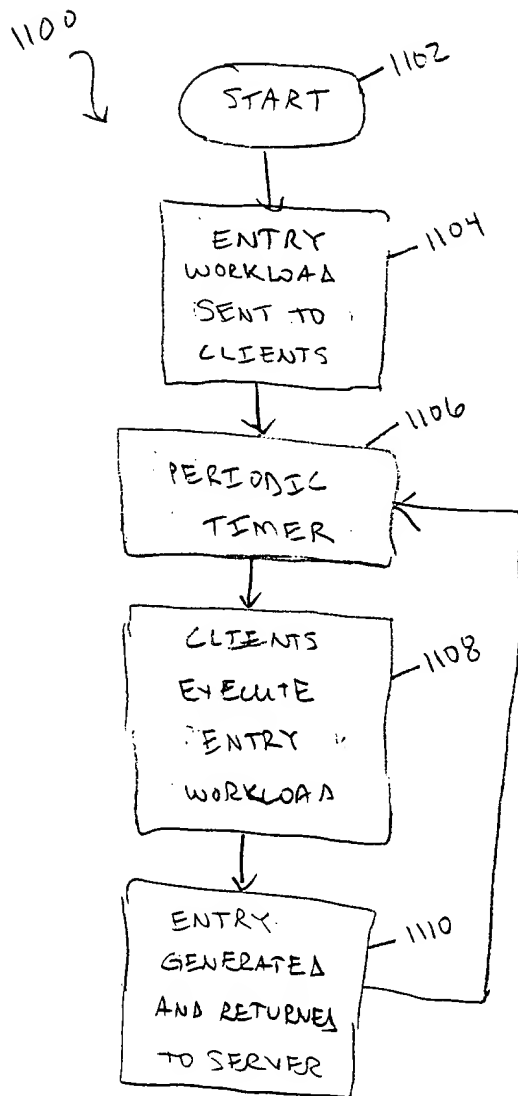 1100
1102
START
1104
ENTRY
WORKLOAD
SENT TO
CLIENTS
1106
PERIODIC
TIMER
1108
CLIENTS
EXECUTE
ENTRY
WORKLOAD
1110
ENTRY
GENERATED
AND RETURNED
TO SERVER